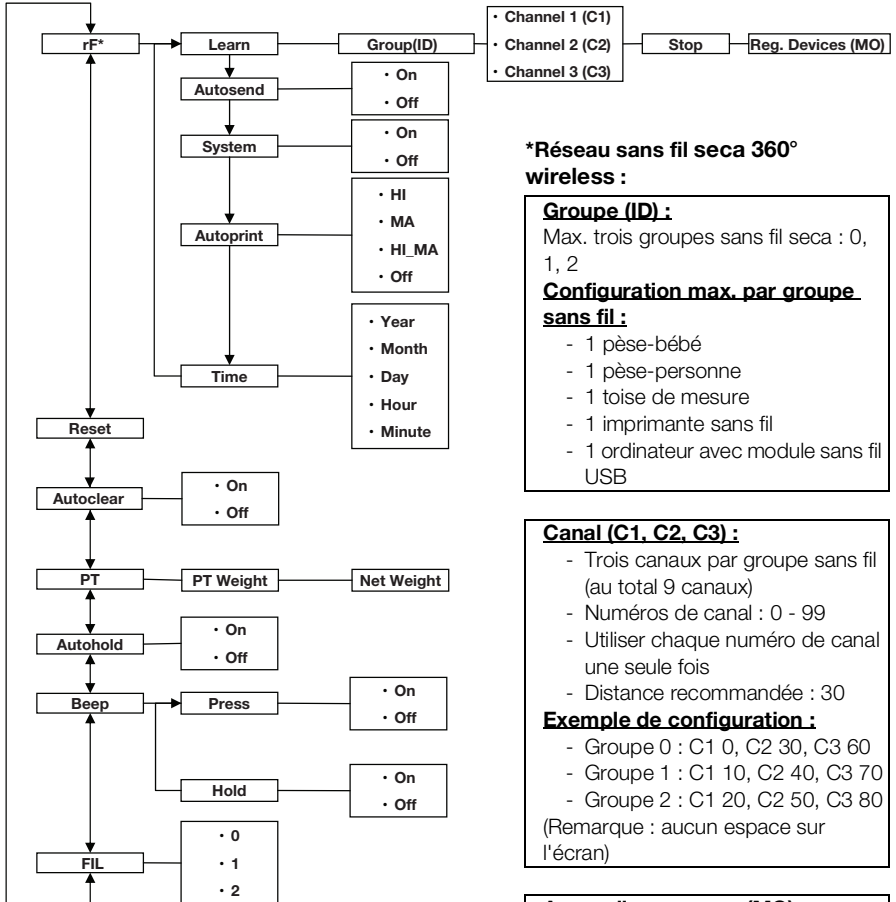 rF*
Learn
Group(ID)
· Channel 1 (C1)
· Channel 2 (C2)
· Channel 3 (C3)
Stop
Reg. Devices (MO)
Autosend
· On
· Off
System
· On
· Off
Autoprint
· HI
· MA
· HI_MA
· Off
Time
· Year
· Month
· Day
· Hour
· Minute
Reset
Autoclear
· On
· Off
PT
PT Weight
Net Weight
Autohold
· On
· Off
Beep
Press
· On
· Off
Hold
· On
· Off
FIL
· 0
· 1
· 2
*Réseau sans fil seca 360°
wireless :
Groupe (ID) :
Max. trois groupes sans fil seca : 0,
1, 2
Configuration max. par groupe
sans fil :
- 1 pèse-bébé
- 1 pèse-personne
- 1 toise de mesure
- 1 imprimante sans fil
- 1 ordinateur avec module sans fil
USB
Canal (C1, C2, C3) :
- Trois canaux par groupe sans fil
(au total 9 canaux)
- Numéros de canal : 0 - 99
- Utiliser chaque numéro de canal
une seule fois
- Distance recommandée : 30
Exemple de configuration :
- Groupe 0 : C1 0, C2 30, C3 60
- Groupe 1 : C1 10, C2 40, C3 70
- Groupe 2 : C1 20, C2 50, C3 80
(Remarque : aucun espace sur
l'écran)